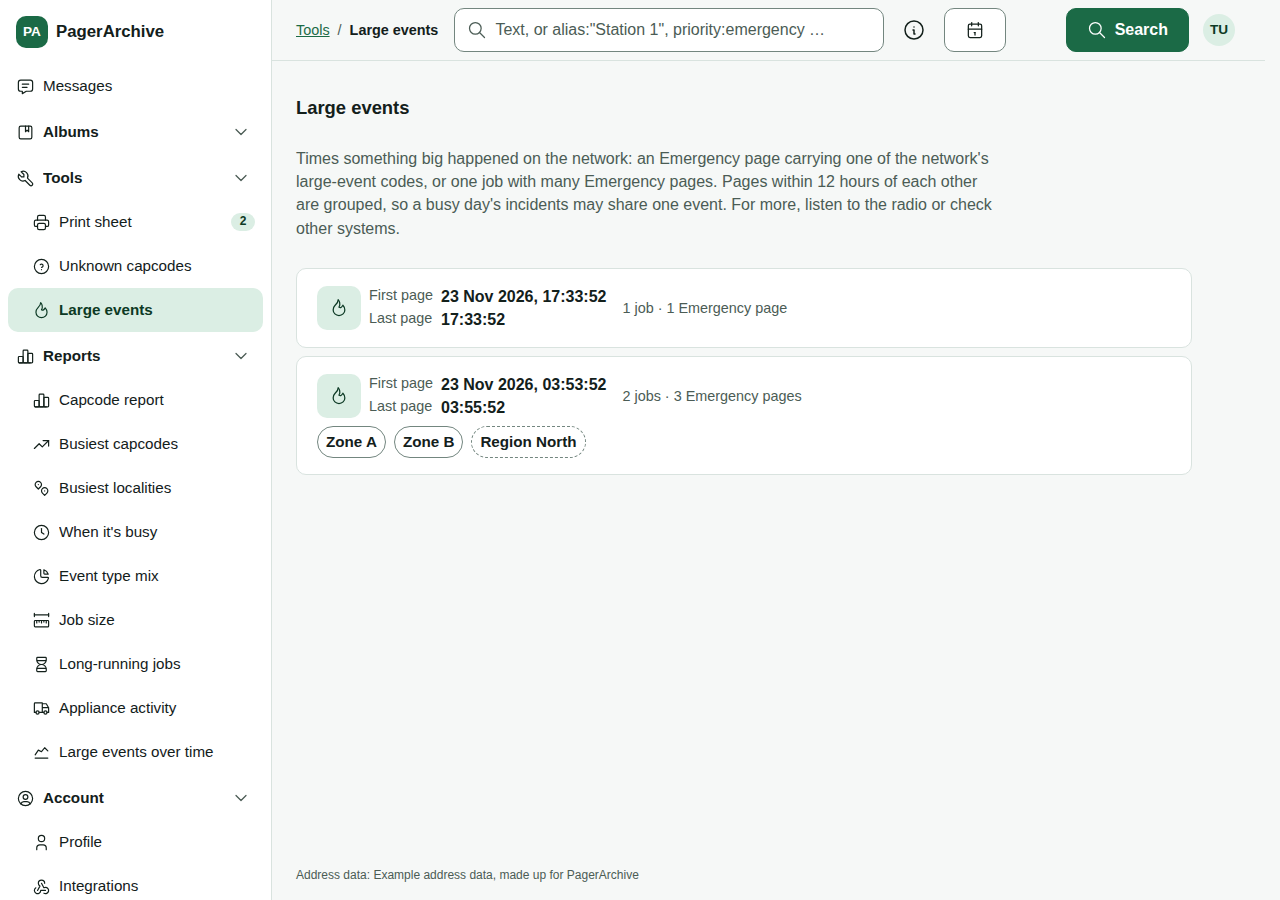 PA PagerArchive
Messages
Albums
Tools
Print sheet 2
Unknown capcodes
Large events
Reports
Capcode report
Busiest capcodes
Busiest localities
When it's busy
Event type mix
Job size
Long-running jobs
Appliance activity
Large events over time
Account
Profile
Integrations
Tools / Large events
Text, or alias:"Station 1", priority:emergency …
Search
TU
Large events
Times something big happened on the network: an Emergency page carrying one of the network's
large-event codes, or one job with many Emergency pages. Pages within 12 hours of each other
are grouped, so a busy day's incidents may share one event. For more, listen to the radio or check
other systems.
First page 23 Nov 2026, 17:33:52
Last page 17:33:52
1 job · 1 Emergency page
First page 23 Nov 2026, 03:53:52
Last page 03:55:52
2 jobs · 3 Emergency pages
Zone A Zone B Region North
Address data: Example address data, made up for PagerArchive